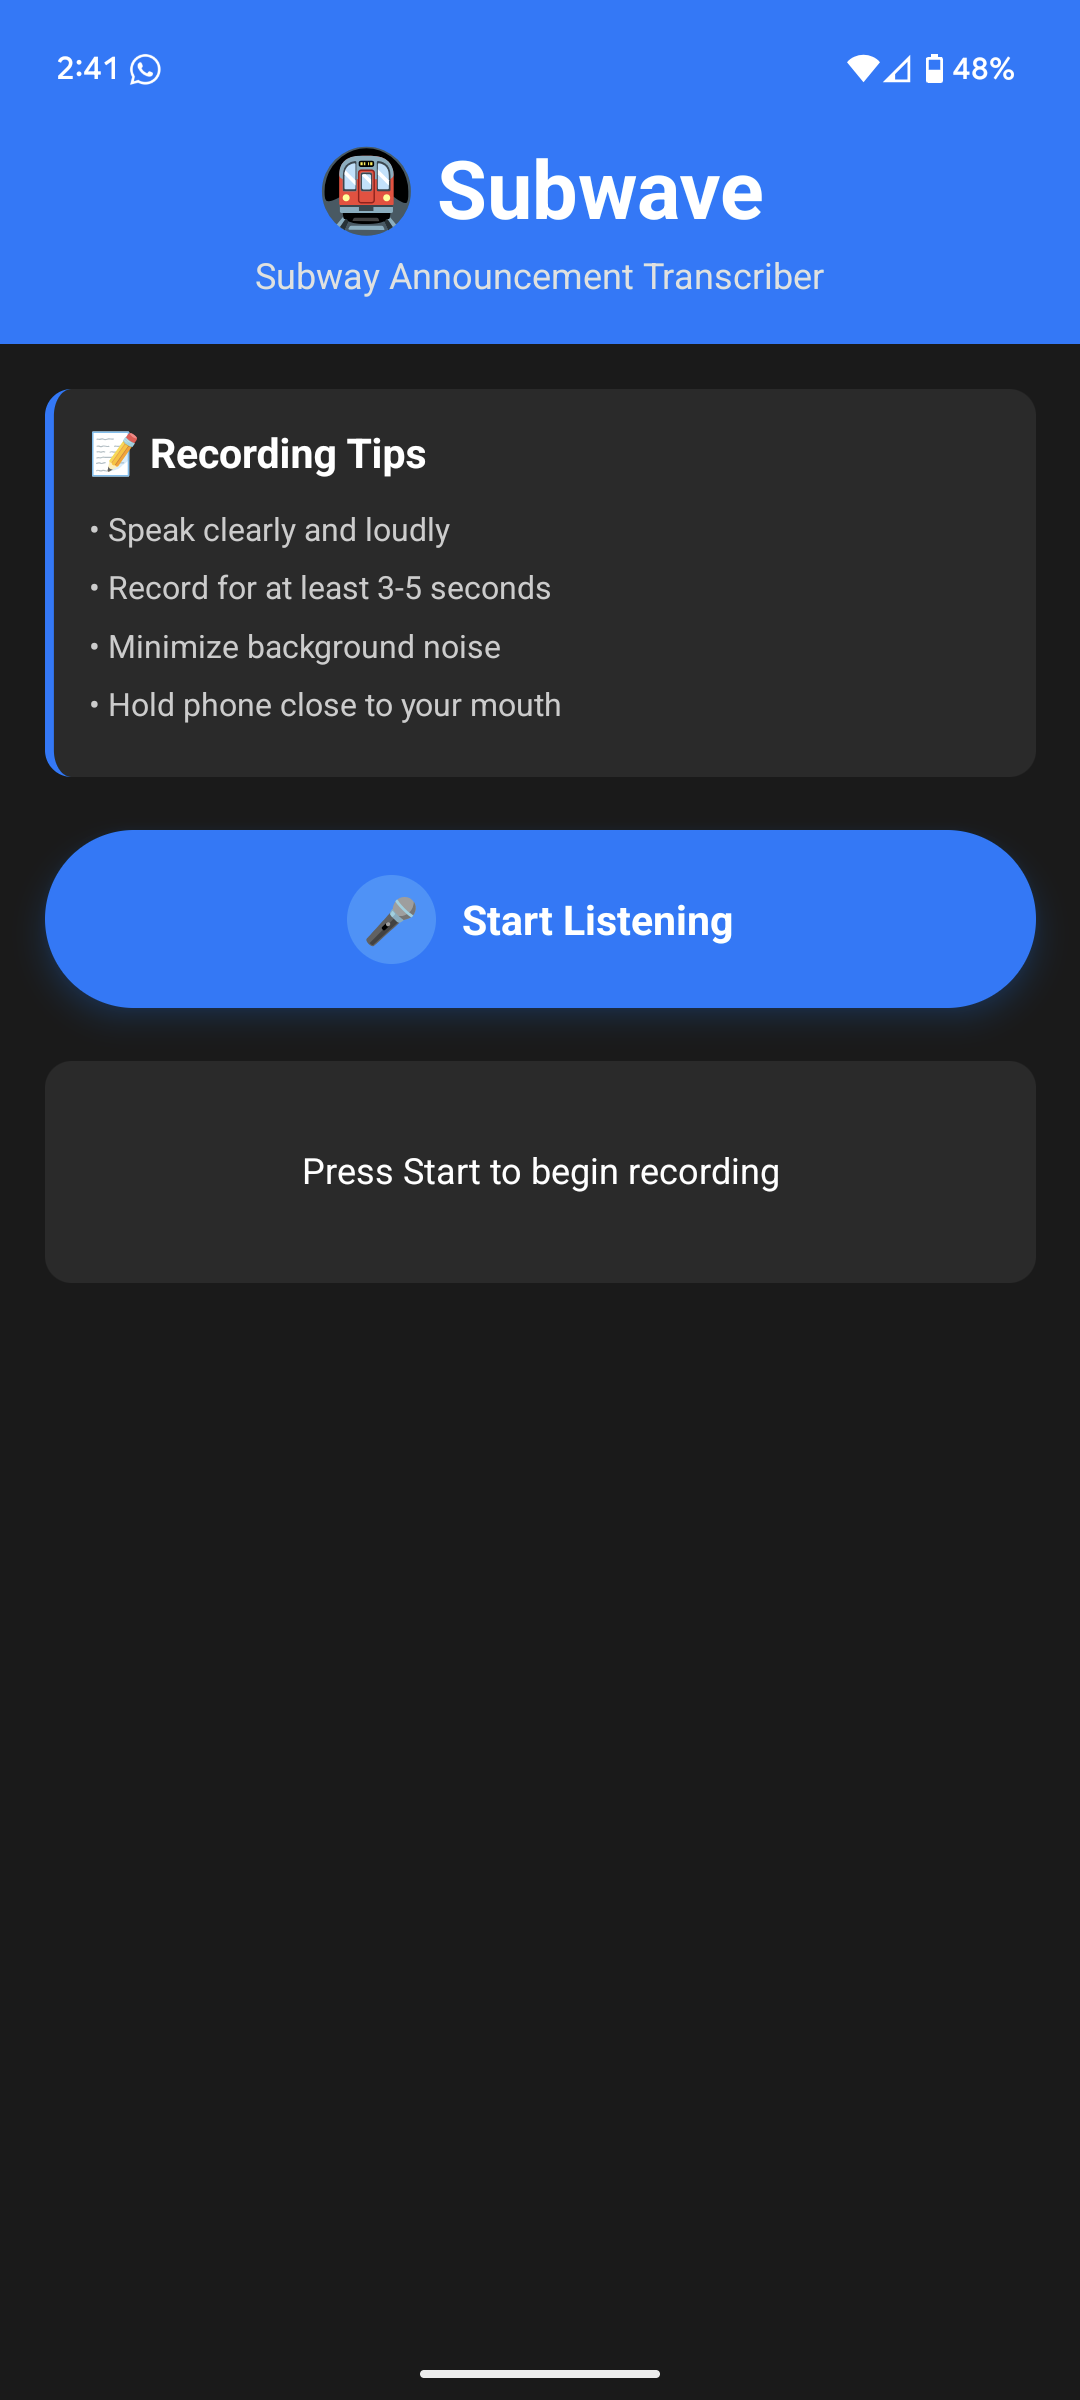 2:41
48%
Subwave
Subway Announcement Transcriber
Recording Tips
• Speak clearly and loudly
• Record for at least 3-5 seconds
• Minimize background noise
• Hold phone close to your mouth
Start Listening
Press Start to begin recording